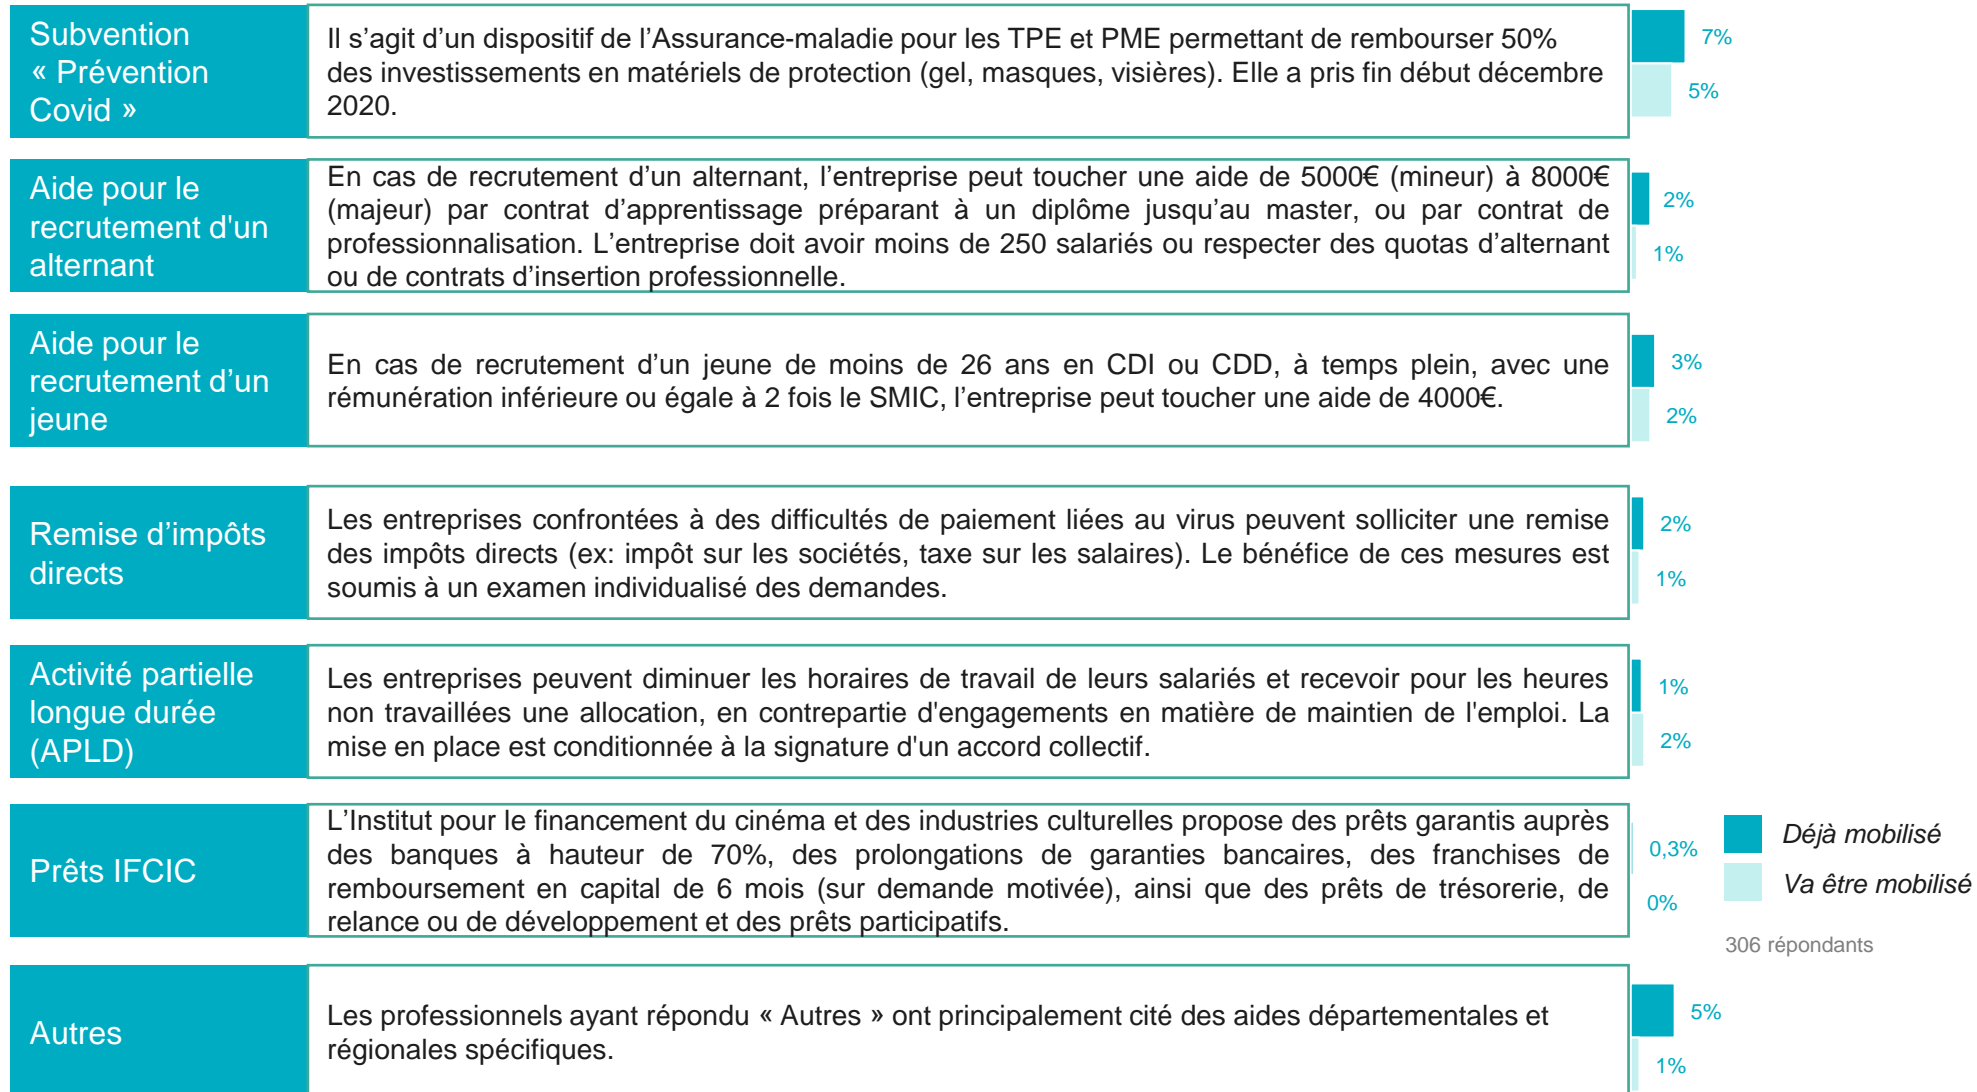 Subvention
« Prévention
Covid »
Il s’agit d’un dispositif de l’Assurance-maladie pour les TPE et PME permettant de rembourser 50%
des investissements en matériels de protection (gel, masques, visières). Elle a pris fin début décembre
2020.
7%
5%
Aide pour le
recrutement d'un
alternant
En cas de recrutement d’un alternant, l’entreprise peut toucher une aide de 5000€ (mineur) à 8000€
(majeur) par contrat d’apprentissage préparant à un diplôme jusqu’au master, ou par contrat de
professionnalisation. L’entreprise doit avoir moins de 250 salariés ou respecter des quotas d’alternant
ou de contrats d’insertion professionnelle.
2%
1%
Aide pour le
recrutement d’un
jeune
En cas de recrutement d’un jeune de moins de 26 ans en CDI ou CDD, à temps plein, avec une
rémunération inférieure ou égale à 2 fois le SMIC, l’entreprise peut toucher une aide de 4000€.
3%
2%
Remise d’impôts
directs
Les entreprises confrontées à des difficultés de paiement liées au virus peuvent solliciter une remise
des impôts directs (ex: impôt sur les sociétés, taxe sur les salaires). Le bénéfice de ces mesures est
soumis à un examen individualisé des demandes.
2%
1%
Activité partielle
longue durée
(APLD)
Les entreprises peuvent diminuer les horaires de travail de leurs salariés et recevoir pour les heures
non travaillées une allocation, en contrepartie d'engagements en matière de maintien de l'emploi. La
mise en place est conditionnée à la signature d'un accord collectif.
1%
2%
Prêts IFCIC
L’Institut pour le financement du cinéma et des industries culturelles propose des prêts garantis auprès
des banques à hauteur de 70%, des prolongations de garanties bancaires, des franchises de
remboursement en capital de 6 mois (sur demande motivée), ainsi que des prêts de trésorerie, de
relance ou de développement et des prêts participatifs.
0,3%
0%
Déjà mobilisé
Va être mobilisé
306 répondants
Autres
Les professionnels ayant répondu « Autres » ont principalement cité des aides départementales et
régionales spécifiques.
5%
1%